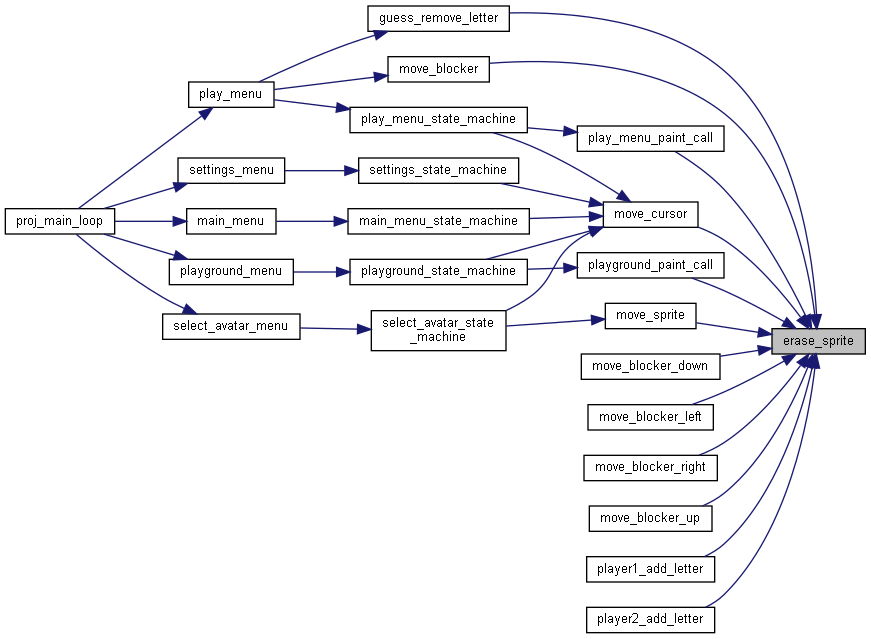 guess_remove_letter
move_blocker
play_menu
play_menu_state_machine
play_menu_paint_call
settings_menu
settings_state_machine
proj_main_loop
main_menu
main_menu_state_machine
move_cursor
playground_menu
playground_state_machine
playground_paint_call
select_avatar_menu
select_avatar_state
_machine
move_sprite
erase_sprite
move_blocker_down
move_blocker_left
move_blocker_right
move_blocker_up
player1_add_letter
player2_add_letter